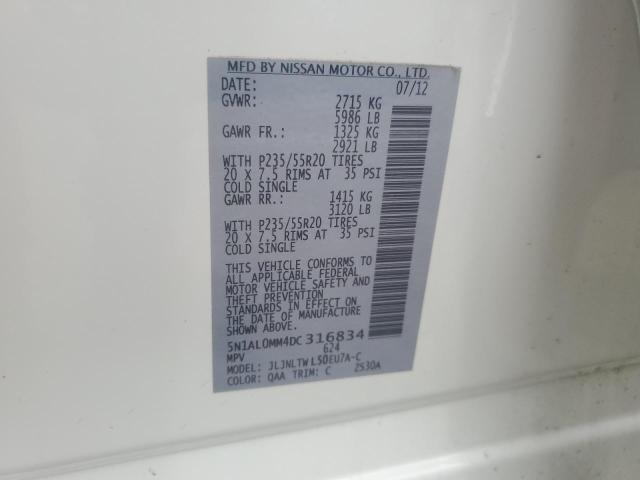 MFD BY NISSAN MOTOR CO., LTD.
DATE: 07/12
GVWR: 2715 KG
5986 LB
GAWR FR.: 1325 KG
2921 LB
WITH P235/55R20 TIRES
20 X 7.5 RIMS AT 35 PSI
COLD SINGLE
GAWR RR.: 1415 KG
3120 LB
WITH P235/55R20 TIRES
20 X 7.5 RIMS AT 35 PSI
COLD SINGLE
THIS VEHICLE CONFORMS TO
ALL APPLICABLE FEDERAL
MOTOR VEHICLE SAFETY AND
THEFT PREVENTION
STANDARDS IN EFFECT ON
THE DATE OF MANUFACTURE
SHOWN ABOVE.
5N1AL0MM4DC316834
MPV 624
MODEL: JLJNLTW L50EU7A-C
COLOR: QAA TRIM: C 2S30A